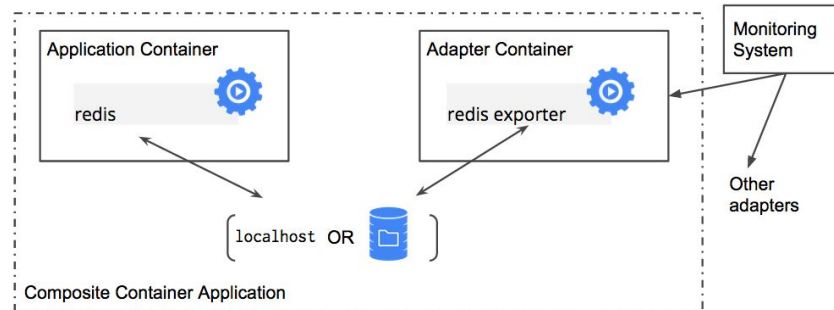 Application Container
redis
Adapter Container
redis exporter
Monitoring
System
Other
adapters
localhost OR
Composite Container Application